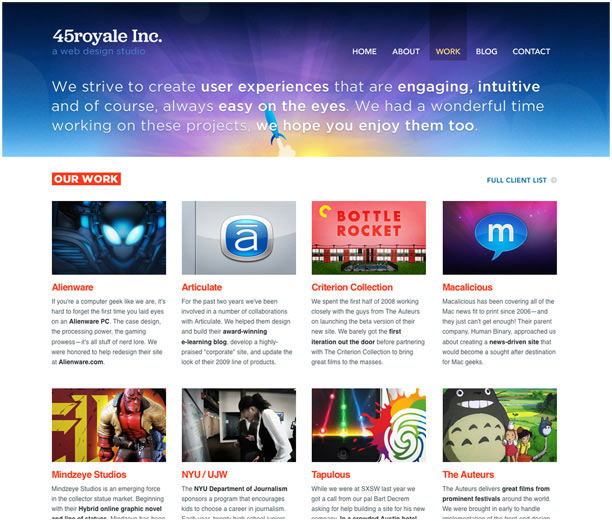 45royale Inc.
a web design studio
HOME ABOUT WORK BLOG CONTACT
We strive to create user experiences that are engaging, intuitive
and of course, always easy on the eyes. We had a wonderful time
working on these projects, we hope you enjoy them too.
OUR WORK
FULL CLIENT LIST
ā
BOTTLE
ROCKET
m
Alienware
If you're a computer geek like we are, it's
hard to forget the first time you laid eyes
on an Alienware PC. The case design,
the processing power, the gaming
prowess—it's all stuff of nerd lore. We
were honored to help redesign their site
at Alienware.com.
Articulate
For the past two years we've been
involved in a number of collaborations
with Articulate. We helped them design
and build their award-winning
e-learning blog, develop a highly-
praised "corporate" site, and update the
look of their 2009 line of products.
Criterion Collection
We spent the first half of 2008 working
closely with the guys from The Auteurs
on launching the beta version of their
new site. We barely got the first
iteration out the door before partnering
with The Criterion Collection to bring
great films to the masses.
Macalicious
Macalicious has been covering all of the
Mac news fit to print since 2006—and
they just can't get enough! Their parent
company, Human Binary, approached us
about creating a news-driven site that
would become a sought after destination
for Mac geeks.
Mindzeye Studios
Mindzeye Studios is an emerging force
in the collector statue market. Beginning
with their Hybrid online graphic novel
and line of statues, Mindzeye has been
NYU / UJW
The NYU Department of Journalism
sponsors a program that encourages
kids to choose a career in journalism.
Each year, twenty high-school juniors
Tapulous
While we were at SXSW last year we
got a call from our pal Bart Decrem
asking for help building a site for his new
company. In a crowded Austin hotel
The Auteurs
The Auteurs delivers great films from
prominent festivals around the world.
We were brought in early to handle